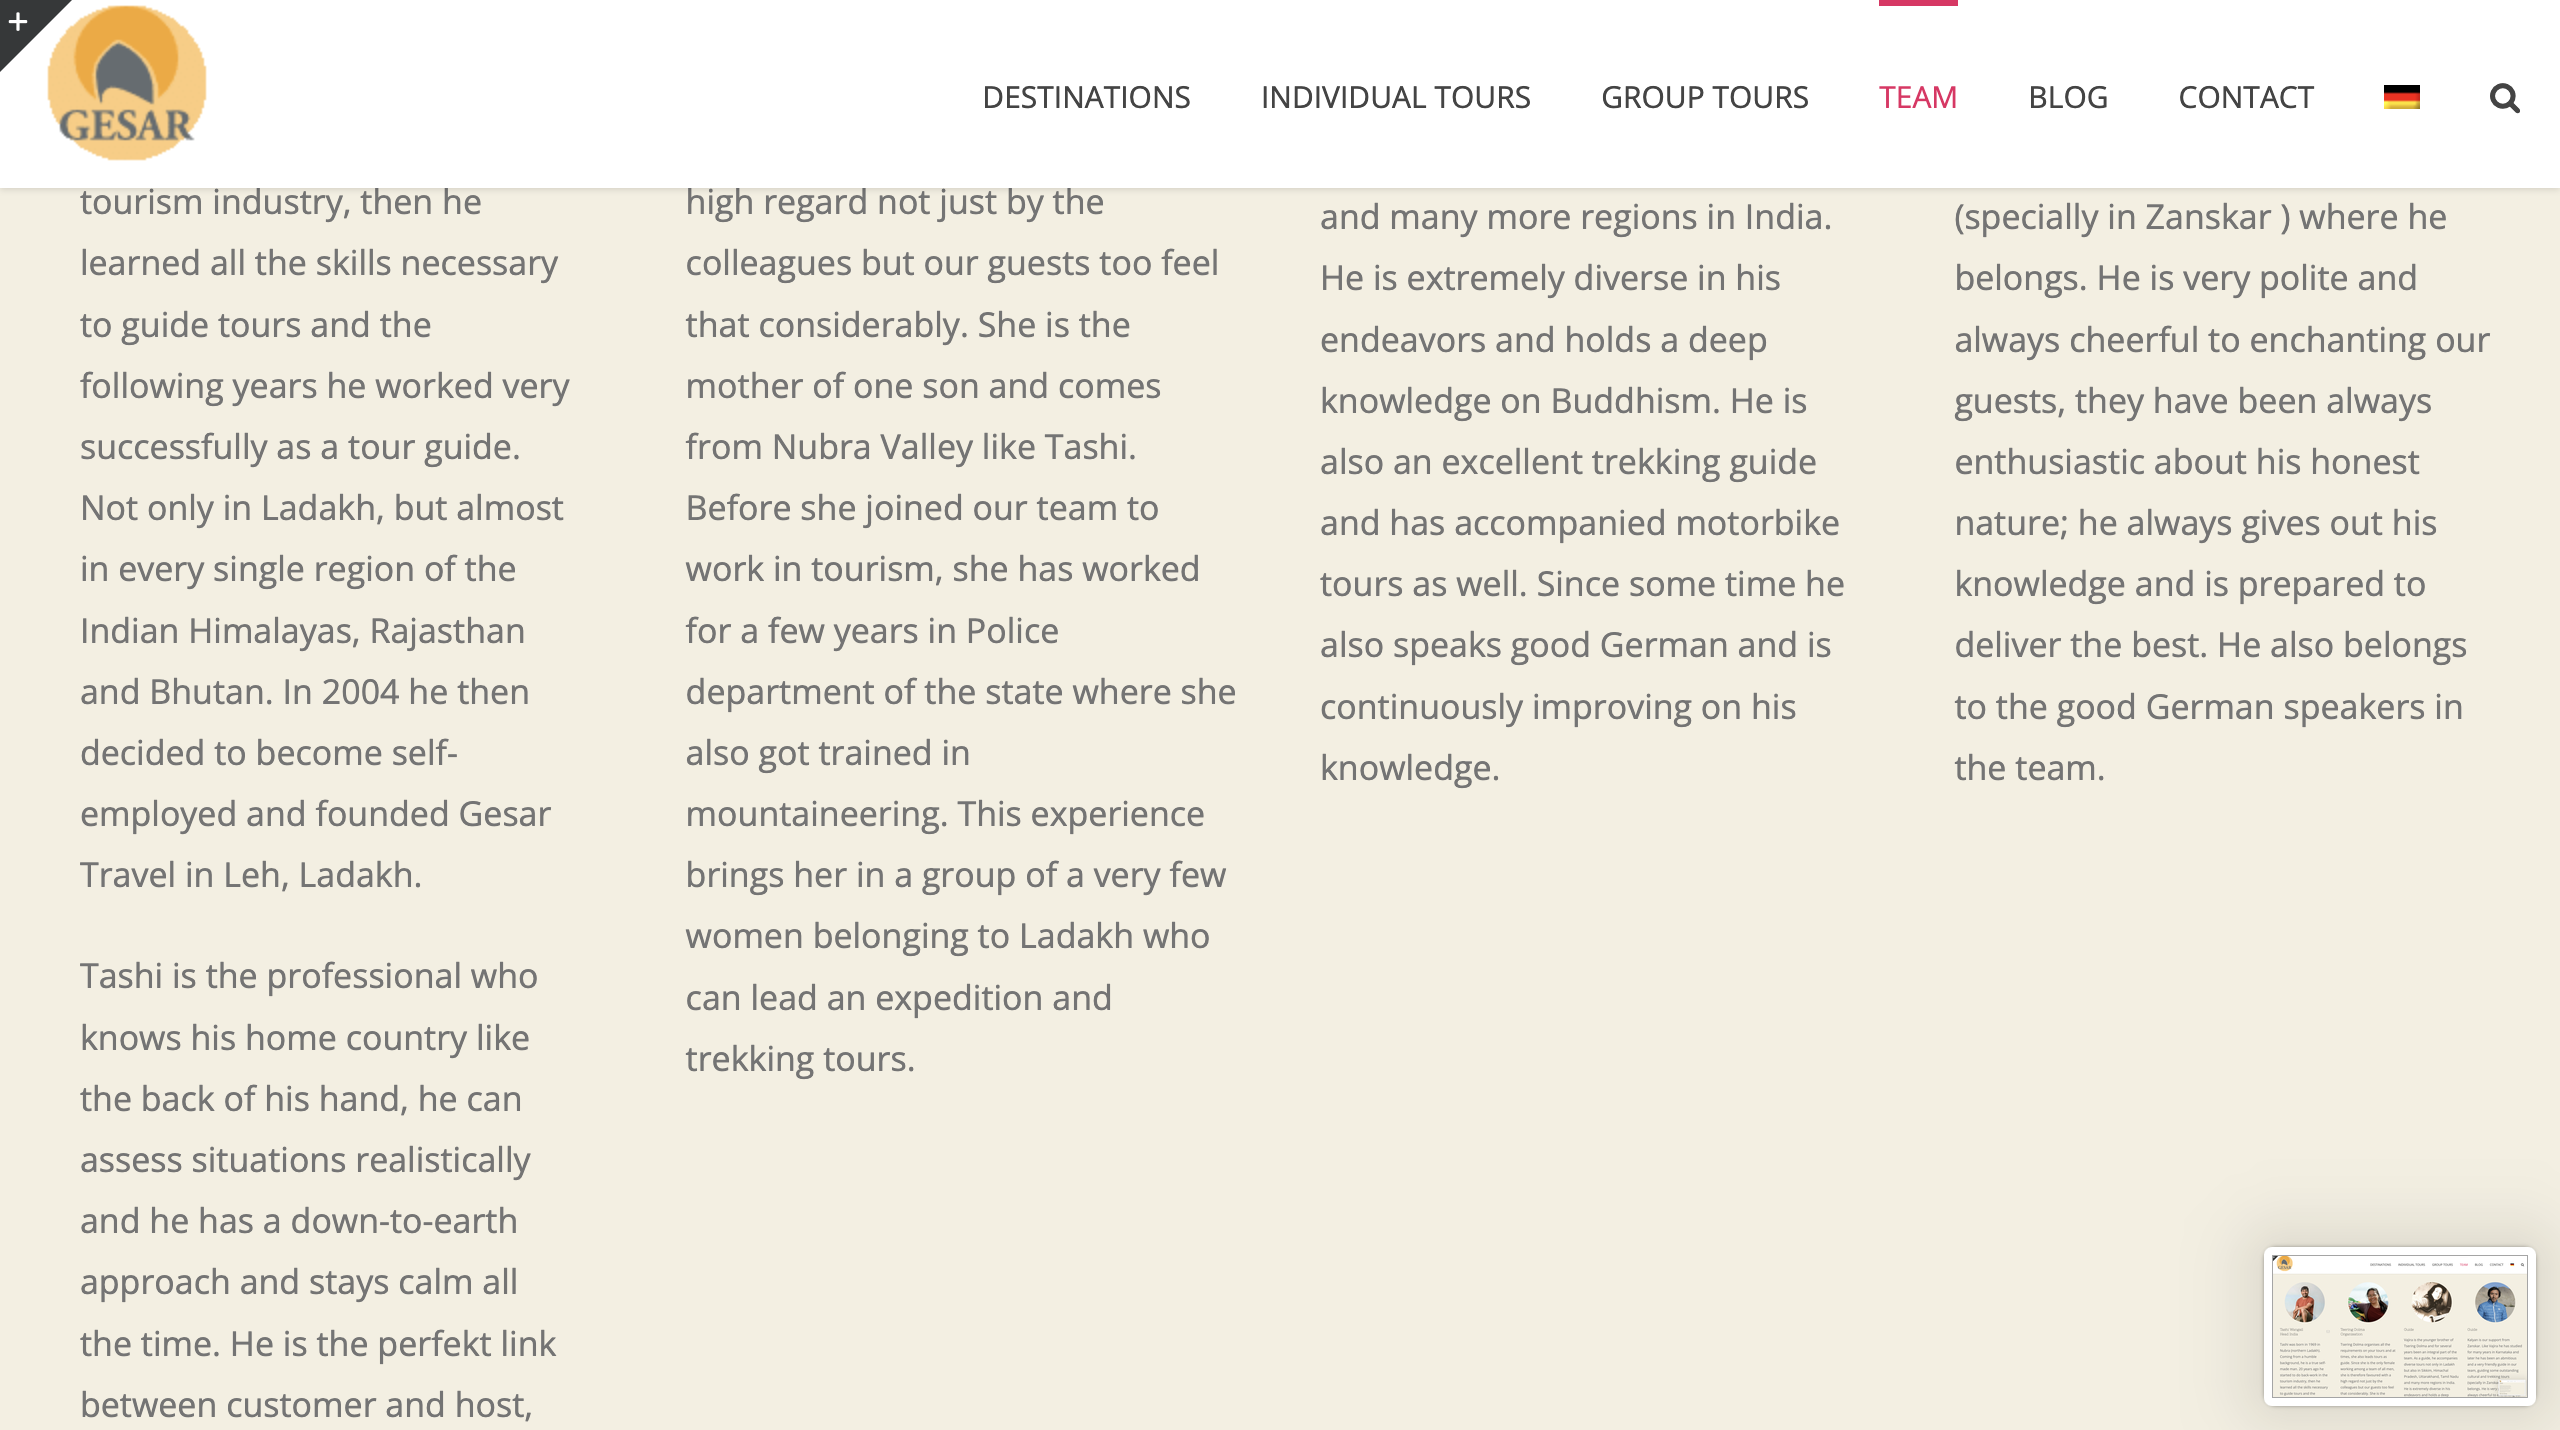 GESAR
DESTINATIONS
INDIVIDUAL TOURS
GROUP TOURS
TEAM
BLOG
CONTACT
tourism industry, then he
learned all the skills necessary
to guide tours and the
following years he worked very
successfully as a tour guide.
Not only in Ladakh, but almost
in every single region of the
Indian Himalayas, Rajasthan
and Bhutan. In 2004 he then
decided to become self-
employed and founded Gesar
Travel in Leh, Ladakh.
Tashi is the professional who
knows his home country like
the back of his hand, he can
assess situations realistically
and he has a down-to-earth
approach and stays calm all
the time. He is the perfekt link
between customer and host,
high regard not just by the
colleagues but our guests too feel
that considerably. She is the
mother of one son and comes
from Nubra Valley like Tashi.
Before she joined our team to
work in tourism, she has worked
for a few years in Police
department of the state where she
also got trained in
mountaineering. This experience
brings her in a group of a very few
women belonging to Ladakh who
can lead an expedition and
trekking tours.
and many more regions in India.
He is extremely diverse in his
endeavors and holds a deep
knowledge on Buddhism. He is
also an excellent trekking guide
and has accompanied motorbike
tours as well. Since some time he
also speaks good German and is
continuously improving on his
knowledge.
(specially in Zanskar ) where he
belongs. He is very polite and
always cheerful to enchanting our
guests, they have been always
enthusiastic about his honest
nature; he always gives out his
knowledge and is prepared to
deliver the best. He also belongs
to the good German speakers in
the team.